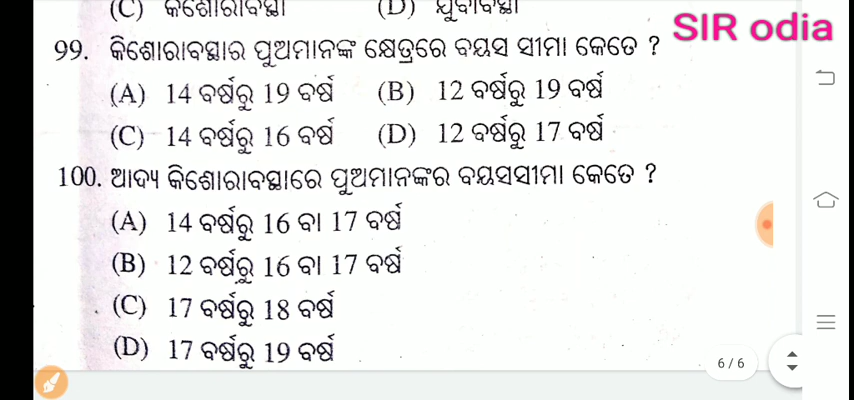 (C) କିଶୋରାବସ୍ଥା (D) ଯୁବାବସ୍ଥା
SIR odia
99. କିଶୋରାବସ୍ଥାର ପୁଅମାନଙ୍କ କ୍ଷେତ୍ରରେ ବୟସ ସୀମା କେତେ ?
(A) 14 ବର୍ଷରୁ 19 ବର୍ଷ (B) 12 ବର୍ଷରୁ 19 ବର୍ଷ
(C) 14 ବର୍ଷରୁ 16 ବର୍ଷ (D) 12 ବର୍ଷରୁ 17 ବର୍ଷ
100. ଆଦ୍ୟ କିଶୋରାବସ୍ଥାରେ ପୁଅମାନଙ୍କର ବୟସସୀମା କେତେ ?
(A) 14 ବର୍ଷରୁ 16 ବା 17 ବର୍ଷ
(B) 12 ବର୍ଷରୁ 16 ବା 17 ବର୍ଷ
(C) 17 ବର୍ଷରୁ 18 ବର୍ଷ
(D) 17 ବର୍ଷରୁ 19 ବର୍ଷ
6 / 6